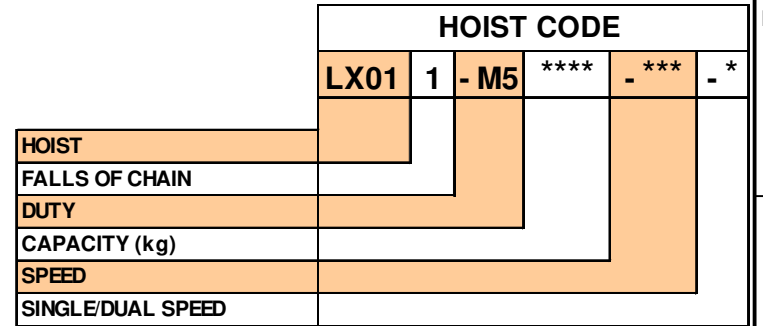 HOIST CODE
LX01 1 - M5 **** - *** - *
HOIST
FALLS OF CHAIN
DUTY
CAPACITY (kg)
SPEED
SINGLE/DUAL SPEED